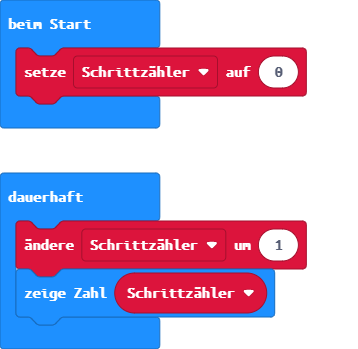 beim Start
setze Schrittzähler auf 0
dauerhaft
ändere Schrittzähler um 1
zeige Zahl Schrittzähler